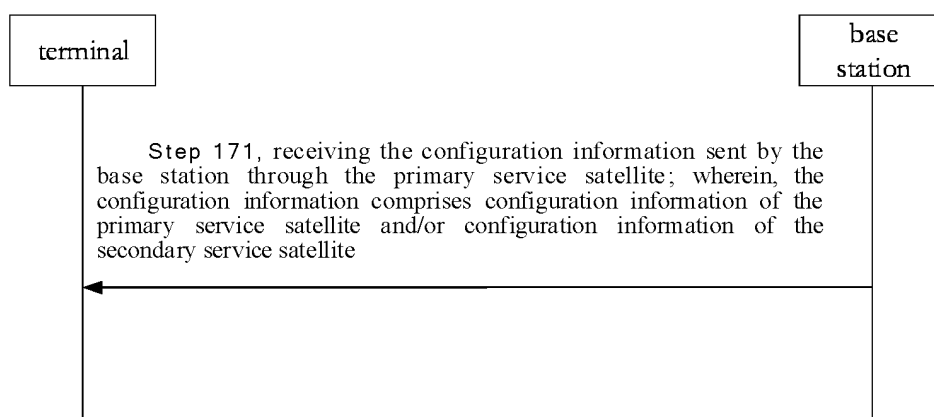 terminal
base
station
Step 171, receiving the configuration information sent by the
base station through the primary service satellite; wherein, the
configuration information comprises configuration information of the
primary service satellite and/or configuration information of the
secondary service satellite